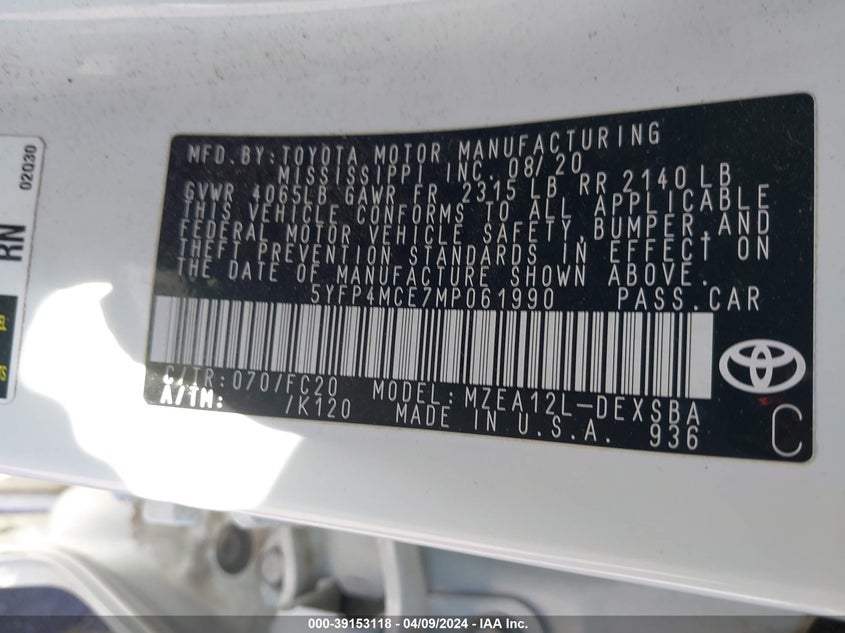 MFD.BY:TOYOTA MOTOR MANUFACTURING
MISSISSIPPI INC. 08/20
GVWR 4065LB GAWR FR 2315 LB RR 2140 LB
THIS VEHICLE CONFORMS TO ALL APPLICABLE
FEDERAL MOTOR VEHICLE SAFETY,BUMPER,AND
THEFT PREVENTION STANDARDS IN EFFECT ON
THE DATE OF MANUFACTURE SHOWN ABOVE.
5YFP4MCE7MP061990 PASS.CAR
C/TR:070/FC20 MODEL:MZEA12L-DEXSBA
A/TM: /K120 MADE IN U.S.A. 936
C
02Q30
RN
000-39153118 - 04/09/2024 - IAA Inc.